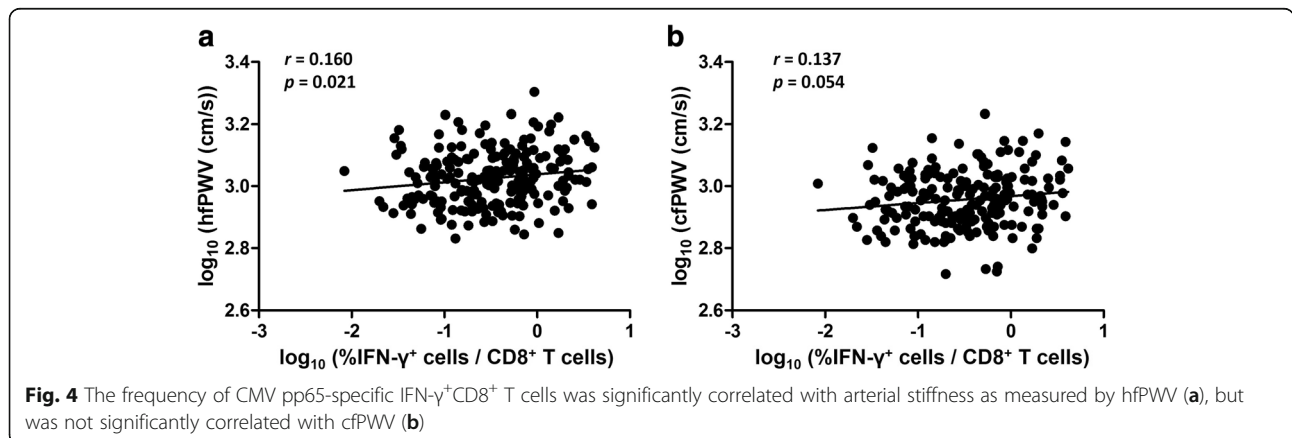 a
r = 0.160
p = 0.021
3.4
3.2
3.0
2.8
2.6
log₁₀ (hfPWV (cm/s))
-3 -2 -1 0 1
log₁₀ (%IFN-γ⁺ cells / CD8⁺ T cells)
b
r = 0.137
p = 0.054
3.4
3.2
3.0
2.8
2.6
log₁₀ (cfPWV (cm/s))
-3 -2 -1 0 1
log₁₀ (%IFN-γ⁺ cells / CD8⁺ T cells)
Fig. 4 The frequency of CMV pp65-specific IFN-γ⁺CD8⁺ T cells was significantly correlated with arterial stiffness as measured by hfPWV (a), but
was not significantly correlated with cfPWV (b)